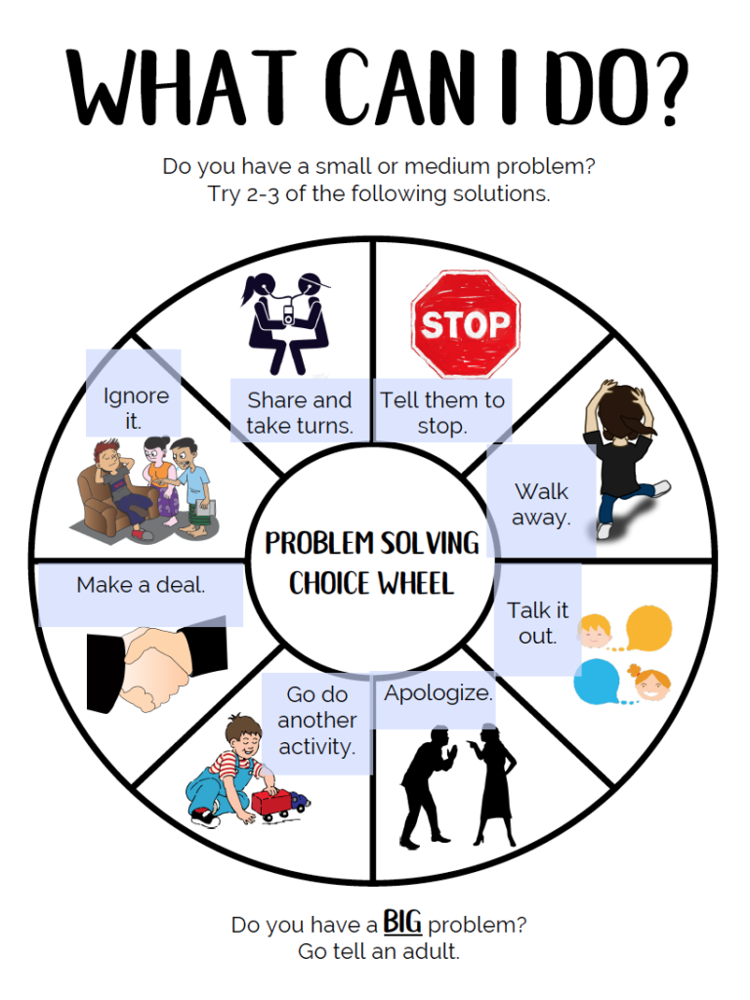 WHAT CAN I DO?
Do you have a small or medium problem?
Try 2-3 of the following solutions.
STOP
Ignore
it.
Share and
take turns.
Tell them to
stop.
Walk
away.
PROBLEM SOLVING
CHOICE WHEEL
Make a deal.
Talk it
out.
Go do
another
activity.
Apologize.
Do you have a BIG problem?
Go tell an adult.